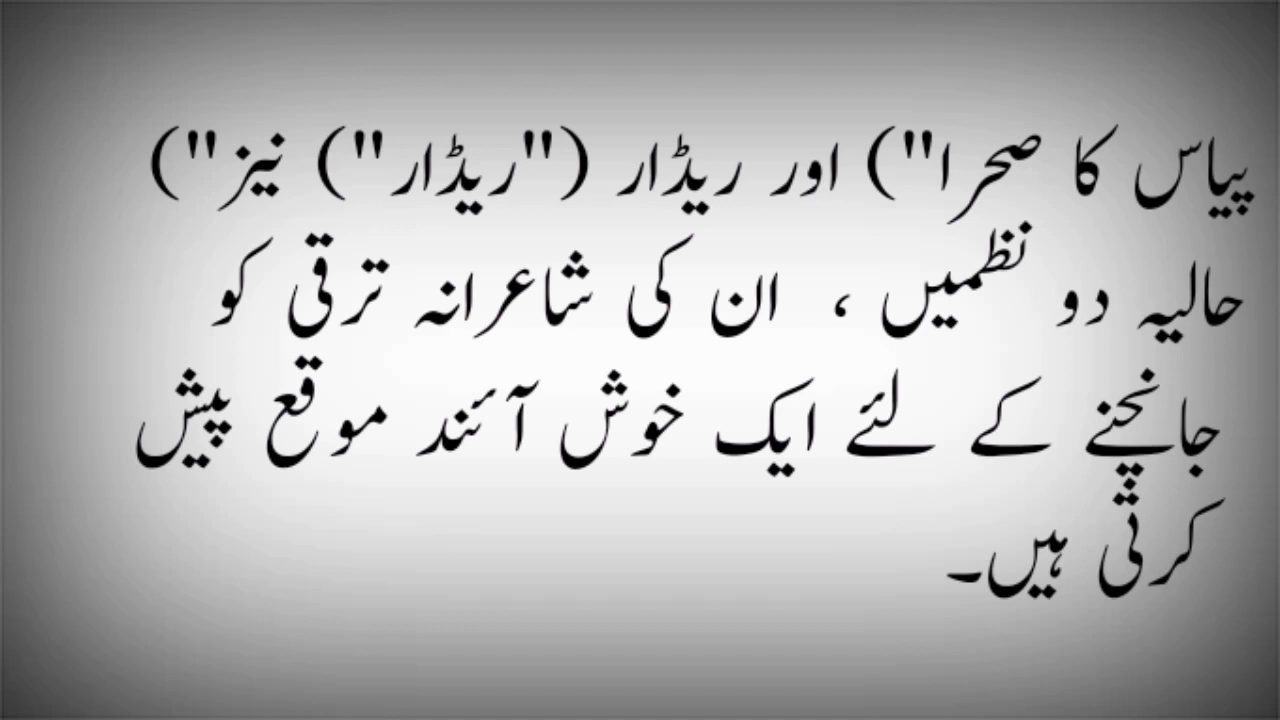 پیاس کا صحرا") اور ریڈار ("ریڈار") نیز")
حالیہ دو نظمیں ، ان کی شاعرانہ ترقی کو
جانچنے کے لئے ایک خوش آئند موقع پیش
کرتی ہیں۔